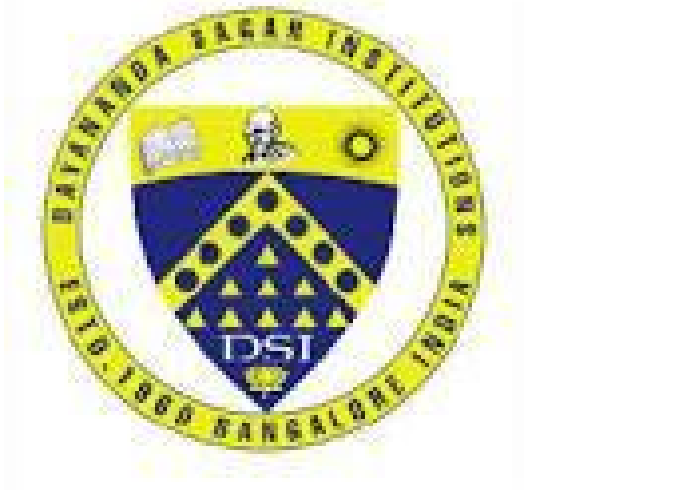 DAYANANDA SAGAR INSTITUTIONS
ESTD. 1960 BANGALORE INDIA
DSI